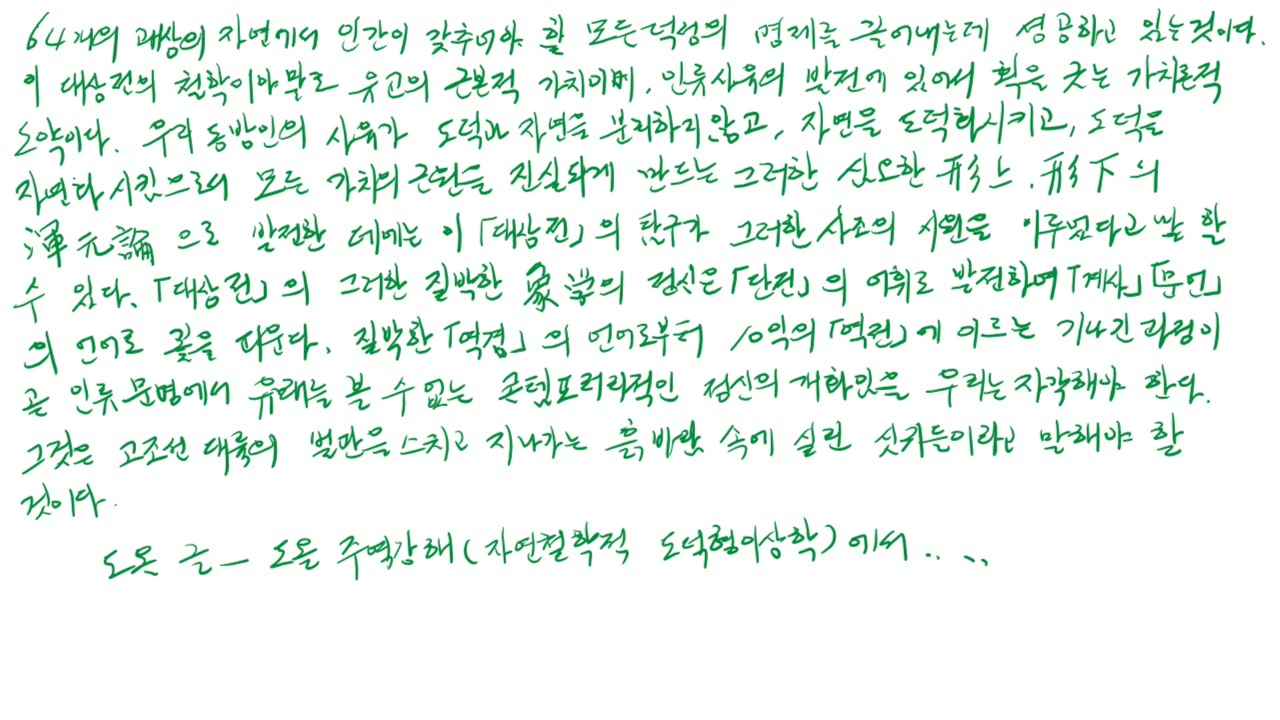 64개의 괘상의 자연에서 인간이 갖추어야 할 모든 덕성의 명제를 끌어내는데 성공하고 있는것이다.
이 대상전의 철학이야말로 유교의 근본적 가치이며, 인류사유의 발전에 있어서 획을 긋는 가치론적
도약이다. 우리 동방인의 사유가 도덕과 자연을 분리하지않고, 자연을 도덕화시키고, 도덕을
자연화 시킴으로써 모든 가치의 근원을 진실되게 만드는 그러한 심오한 形上, 形下의
渾元論 으로 발전한 데에는 이 「대상전」의 탐구가 그러한 사조의 시원을 이루었다고 말 할
수 있다. 「대상전」의 그러한 질박한 象學의 정신은 「단전」의 어휘로 발전하여 「계사」「문언」
의 언어로 꽃을 피운다. 질박한 「역경」의 언어로부터 10익의 「역전」에 이르는 기나긴 과정이
곧 인류 문명에서 유래를 볼 수 없는 콘템포러리적인 정신의 개화임을 우리는 자각해야 한다.
그것은 고조선 대륙의 벌판을 스치고 지나가는 흙바람 속에 실린 싯카들이라고 말해야 할
것이다.
도올 글 - 도올 주역강해(자연철학적 도덕형이상학)에서 .. ..